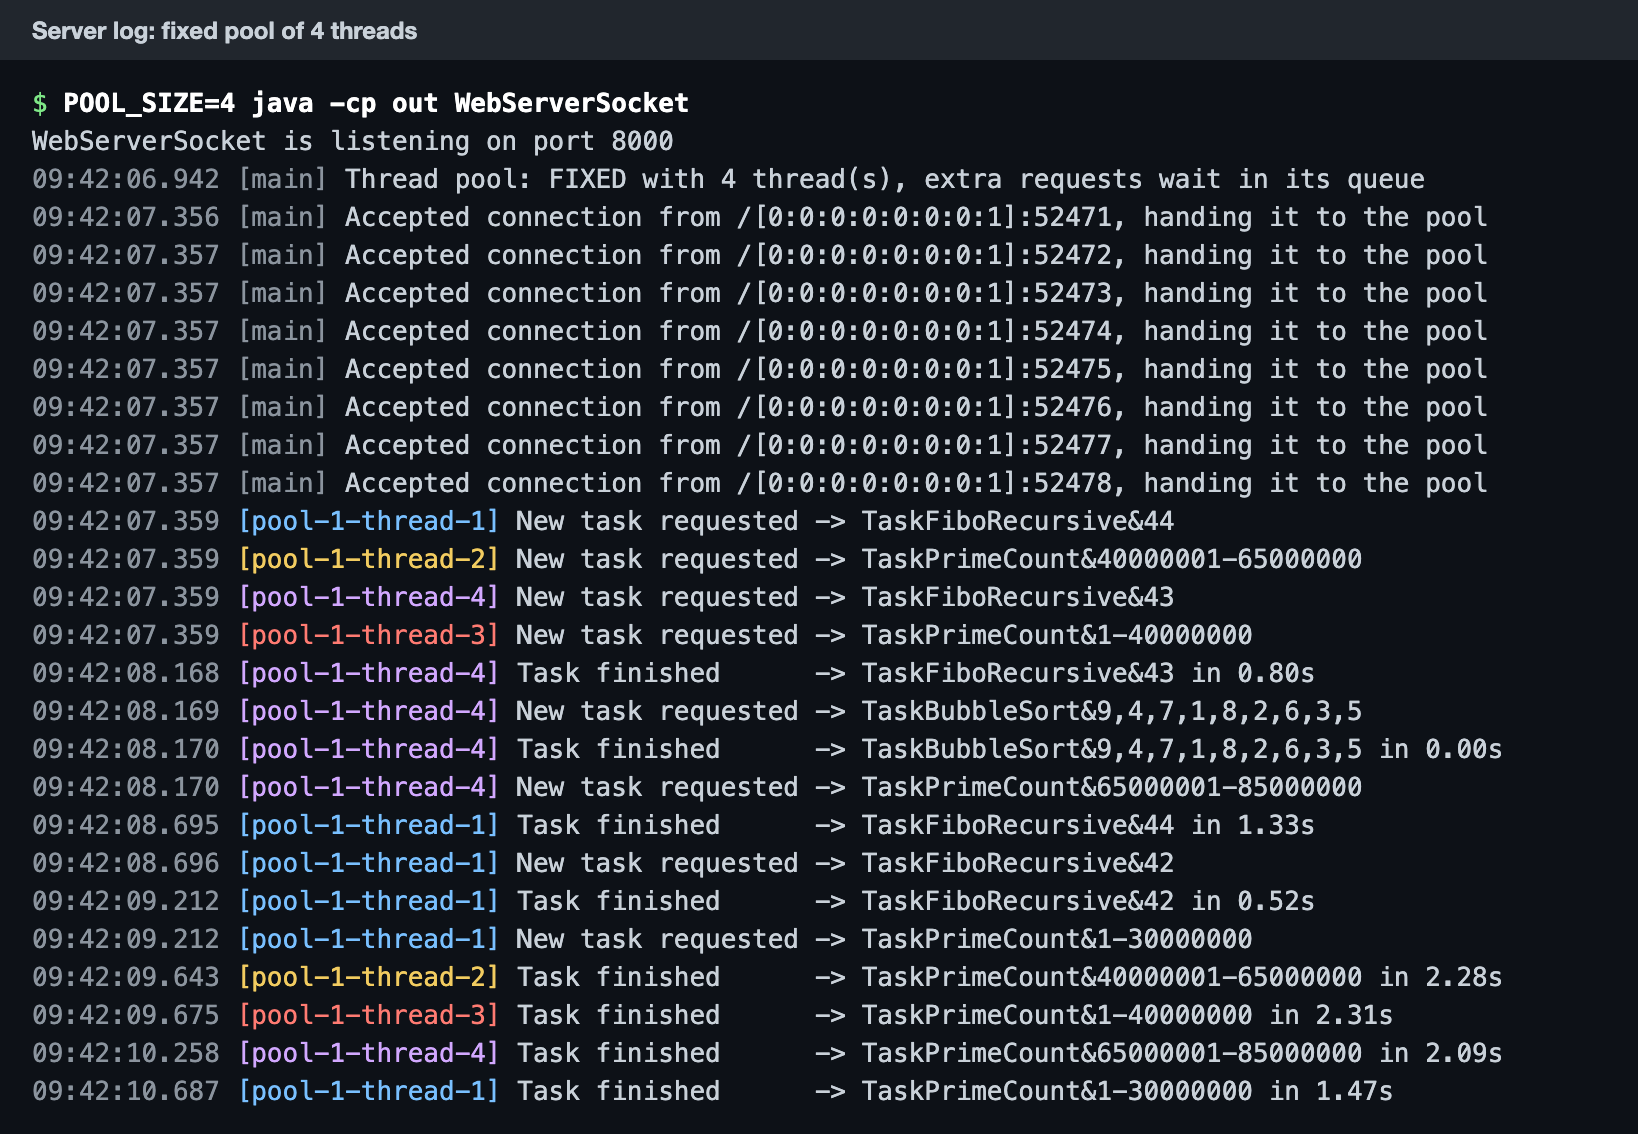 Server log: fixed pool of 4 threads
$ POOL_SIZE=4 java -cp out WebServerSocket
WebServerSocket is listening on port 8000
09:42:06.942 [main] Thread pool: FIXED with 4 thread(s), extra requests wait in its queue
09:42:07.356 [main] Accepted connection from /[0:0:0:0:0:0:0:1]:52471, handing it to the pool
09:42:07.357 [main] Accepted connection from /[0:0:0:0:0:0:0:1]:52472, handing it to the pool
09:42:07.357 [main] Accepted connection from /[0:0:0:0:0:0:0:1]:52473, handing it to the pool
09:42:07.357 [main] Accepted connection from /[0:0:0:0:0:0:0:1]:52474, handing it to the pool
09:42:07.357 [main] Accepted connection from /[0:0:0:0:0:0:0:1]:52475, handing it to the pool
09:42:07.357 [main] Accepted connection from /[0:0:0:0:0:0:0:1]:52476, handing it to the pool
09:42:07.357 [main] Accepted connection from /[0:0:0:0:0:0:0:1]:52477, handing it to the pool
09:42:07.357 [main] Accepted connection from /[0:0:0:0:0:0:0:1]:52478, handing it to the pool
09:42:07.359 [pool-1-thread-1] New task requested -> TaskFiboRecursive&44
09:42:07.359 [pool-1-thread-2] New task requested -> TaskPrimeCount&40000001-65000000
09:42:07.359 [pool-1-thread-4] New task requested -> TaskFiboRecursive&43
09:42:07.359 [pool-1-thread-3] New task requested -> TaskPrimeCount&1-40000000
09:42:08.168 [pool-1-thread-4] Task finished      -> TaskFiboRecursive&43 in 0.80s
09:42:08.169 [pool-1-thread-4] New task requested -> TaskBubbleSort&9,4,7,1,8,2,6,3,5
09:42:08.170 [pool-1-thread-4] Task finished      -> TaskBubbleSort&9,4,7,1,8,2,6,3,5 in 0.00s
09:42:08.170 [pool-1-thread-4] New task requested -> TaskPrimeCount&65000001-85000000
09:42:08.695 [pool-1-thread-1] Task finished      -> TaskFiboRecursive&44 in 1.33s
09:42:08.696 [pool-1-thread-1] New task requested -> TaskFiboRecursive&42
09:42:09.212 [pool-1-thread-1] Task finished      -> TaskFiboRecursive&42 in 0.52s
09:42:09.212 [pool-1-thread-1] New task requested -> TaskPrimeCount&1-30000000
09:42:09.643 [pool-1-thread-2] Task finished      -> TaskPrimeCount&40000001-65000000 in 2.28s
09:42:09.675 [pool-1-thread-3] Task finished      -> TaskPrimeCount&1-40000000 in 2.31s
09:42:10.258 [pool-1-thread-4] Task finished      -> TaskPrimeCount&65000001-85000000 in 2.09s
09:42:10.687 [pool-1-thread-1] Task finished      -> TaskPrimeCount&1-30000000 in 1.47s